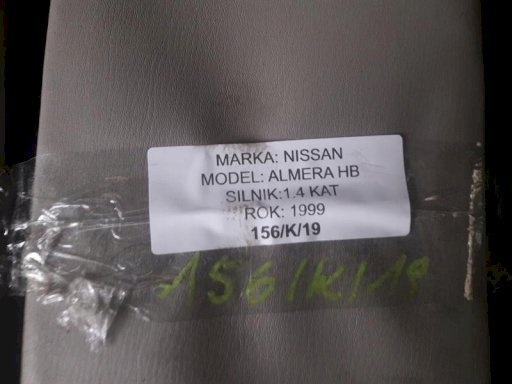 MARKA: NISSAN
MODEL: ALMERA HB
SILNIK:1.4 KAT
ROK: 1999
156/K/19
156/K/19